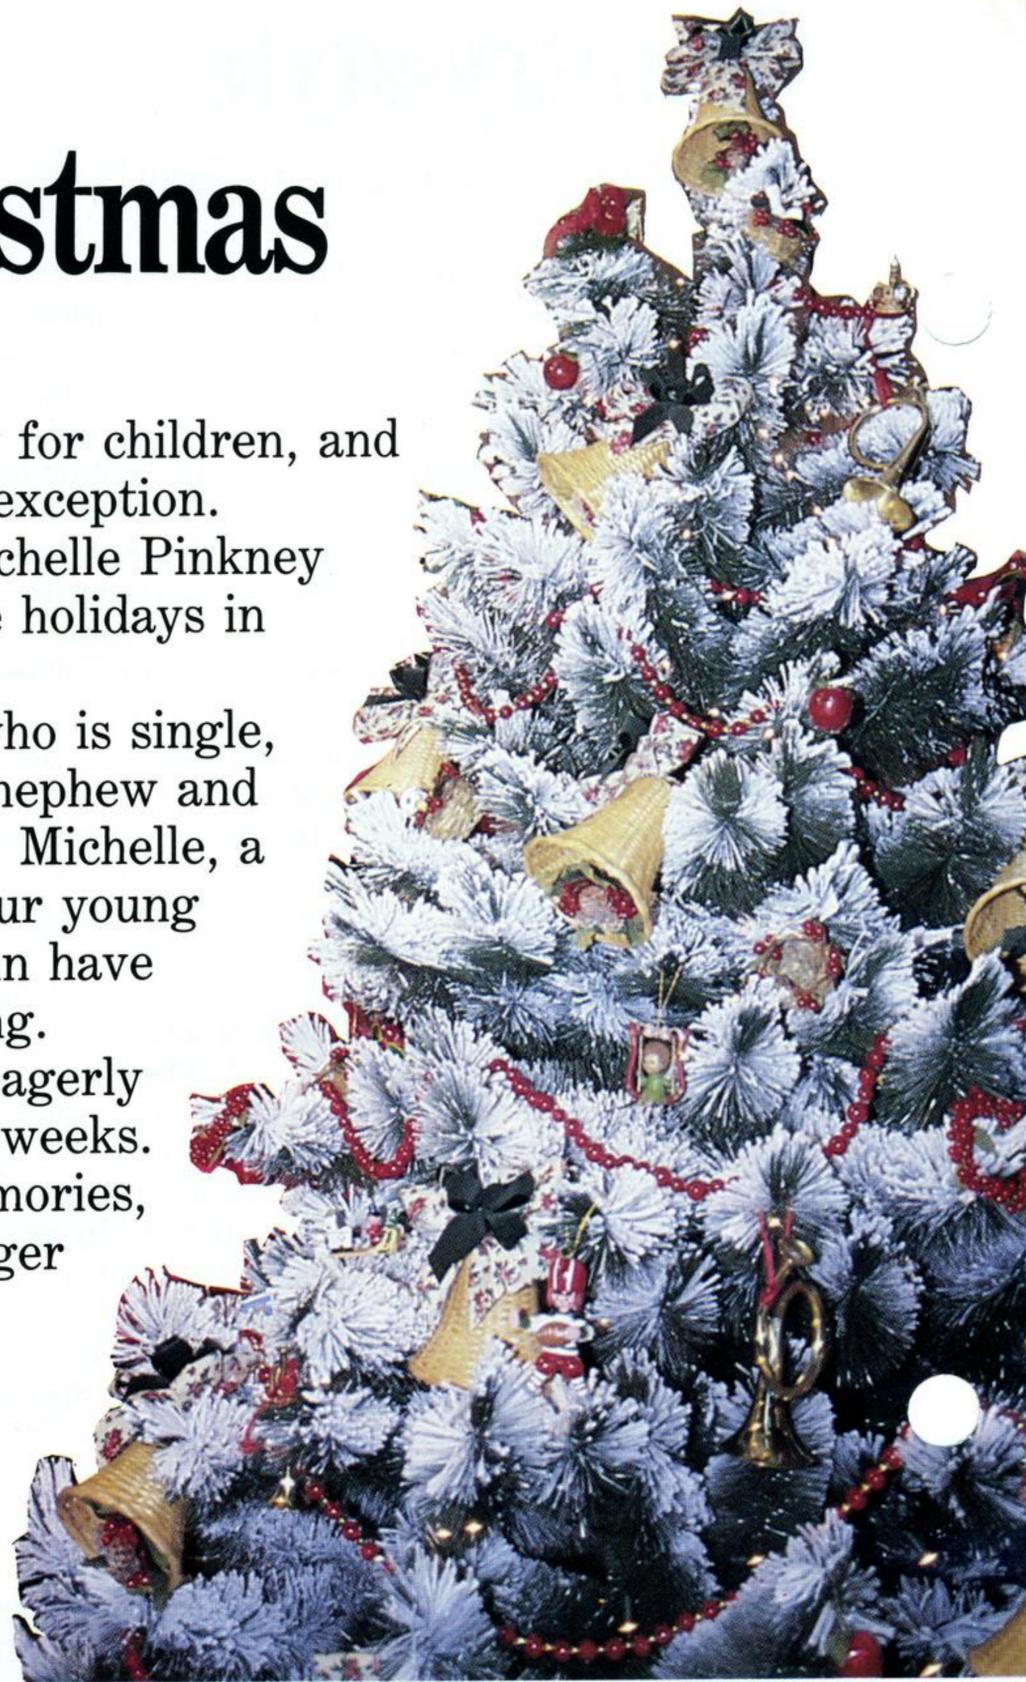 stmas
for children, and
exception.
chelle Pinkney
holidays in
ho is single,
nephew and
Michelle, a
ur young
n have
g.
agerly
weeks.
mories,
ger